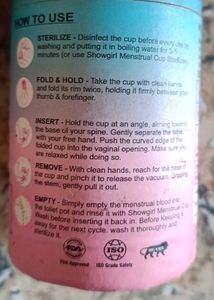 HOW TO USE
STERILIZE - Disinfect the cup before every use by
washing and putting it in boiling water for 3-5
minutes (or use Showgirl Menstrual Cup Sterilizer).
FOLD & HOLD - Take the cup with clean hands
and fold its rim twice, holding it firmly between your
thumb & forefinger.
INSERT - Hold the cup at an angle, aiming towards
the base of your spine. Gently separate the labia
with your free hand. Push the curved edge of the
folded cup into the vaginal opening. Make sure you
are relaxed while doing so.
REMOVE - With clean hands, reach for the base of
the cup and pinch it to release the vacuum. Gripping
the stem, gently pull it out.
EMPTY - Simply empty the menstrual blood into
the toilet pot and rinse it with Showgirl Menstrual Cup
Wash before inserting it back in. Before Keeping it
away for the next cycle. wash it thoroughly and
sterilize it.
FDA
ISO
FDA Approved
ISO Grade Safety